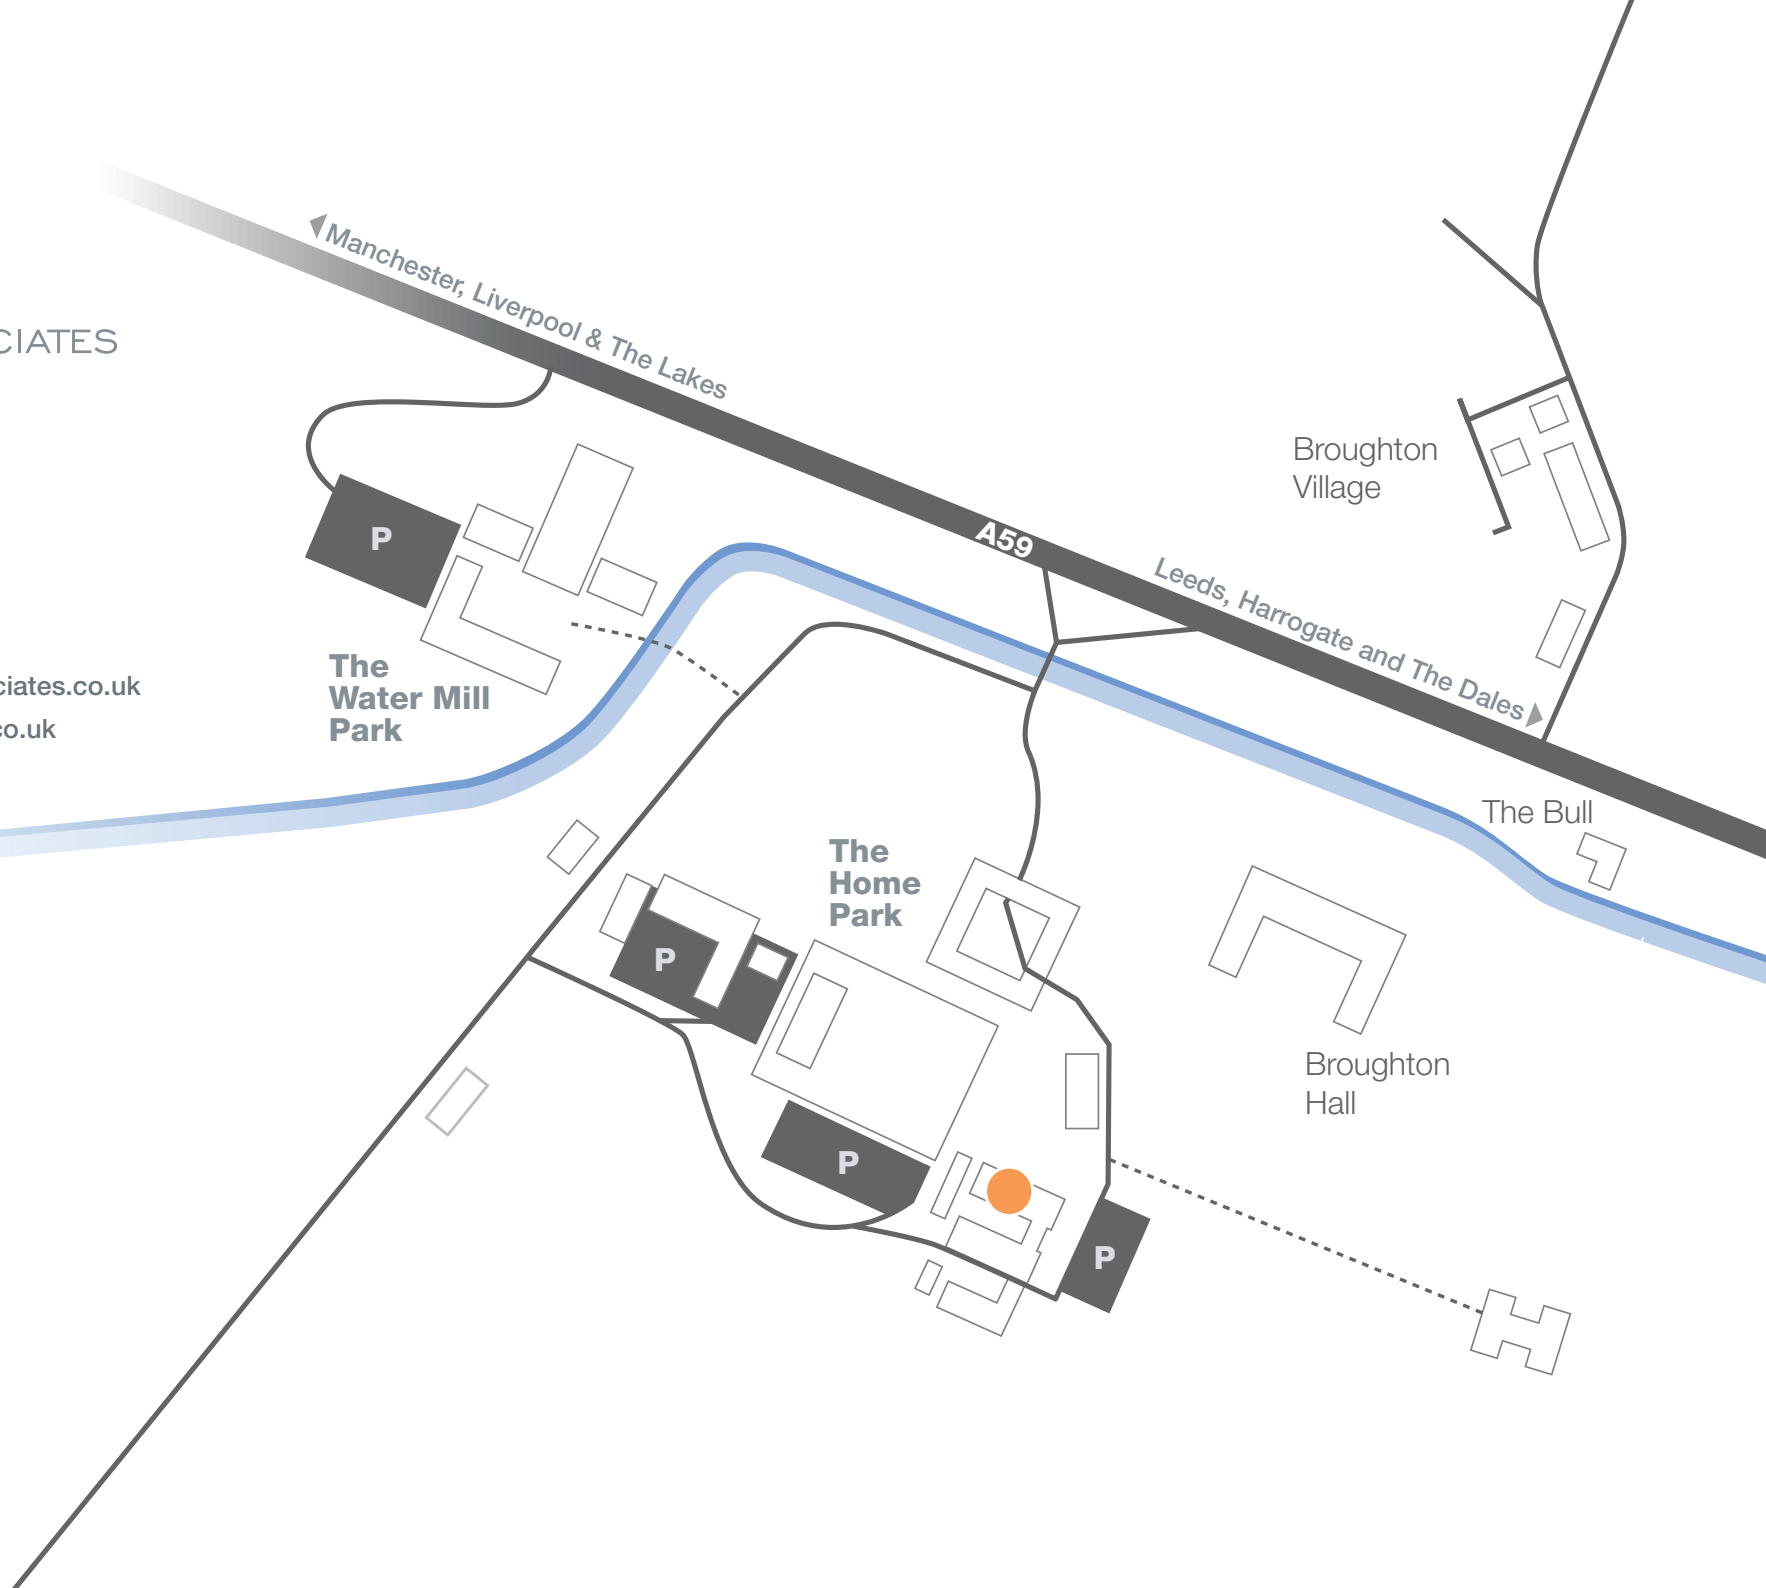 Manchester, Liverpool & The Lakes
CIATES
Broughton
Village
P
A59
Leeds, Harrogate and The Dales
The
Water Mill
Park
ciates.co.uk
co.uk
The Bull
The
Home
Park
P
Broughton
Hall
P
P